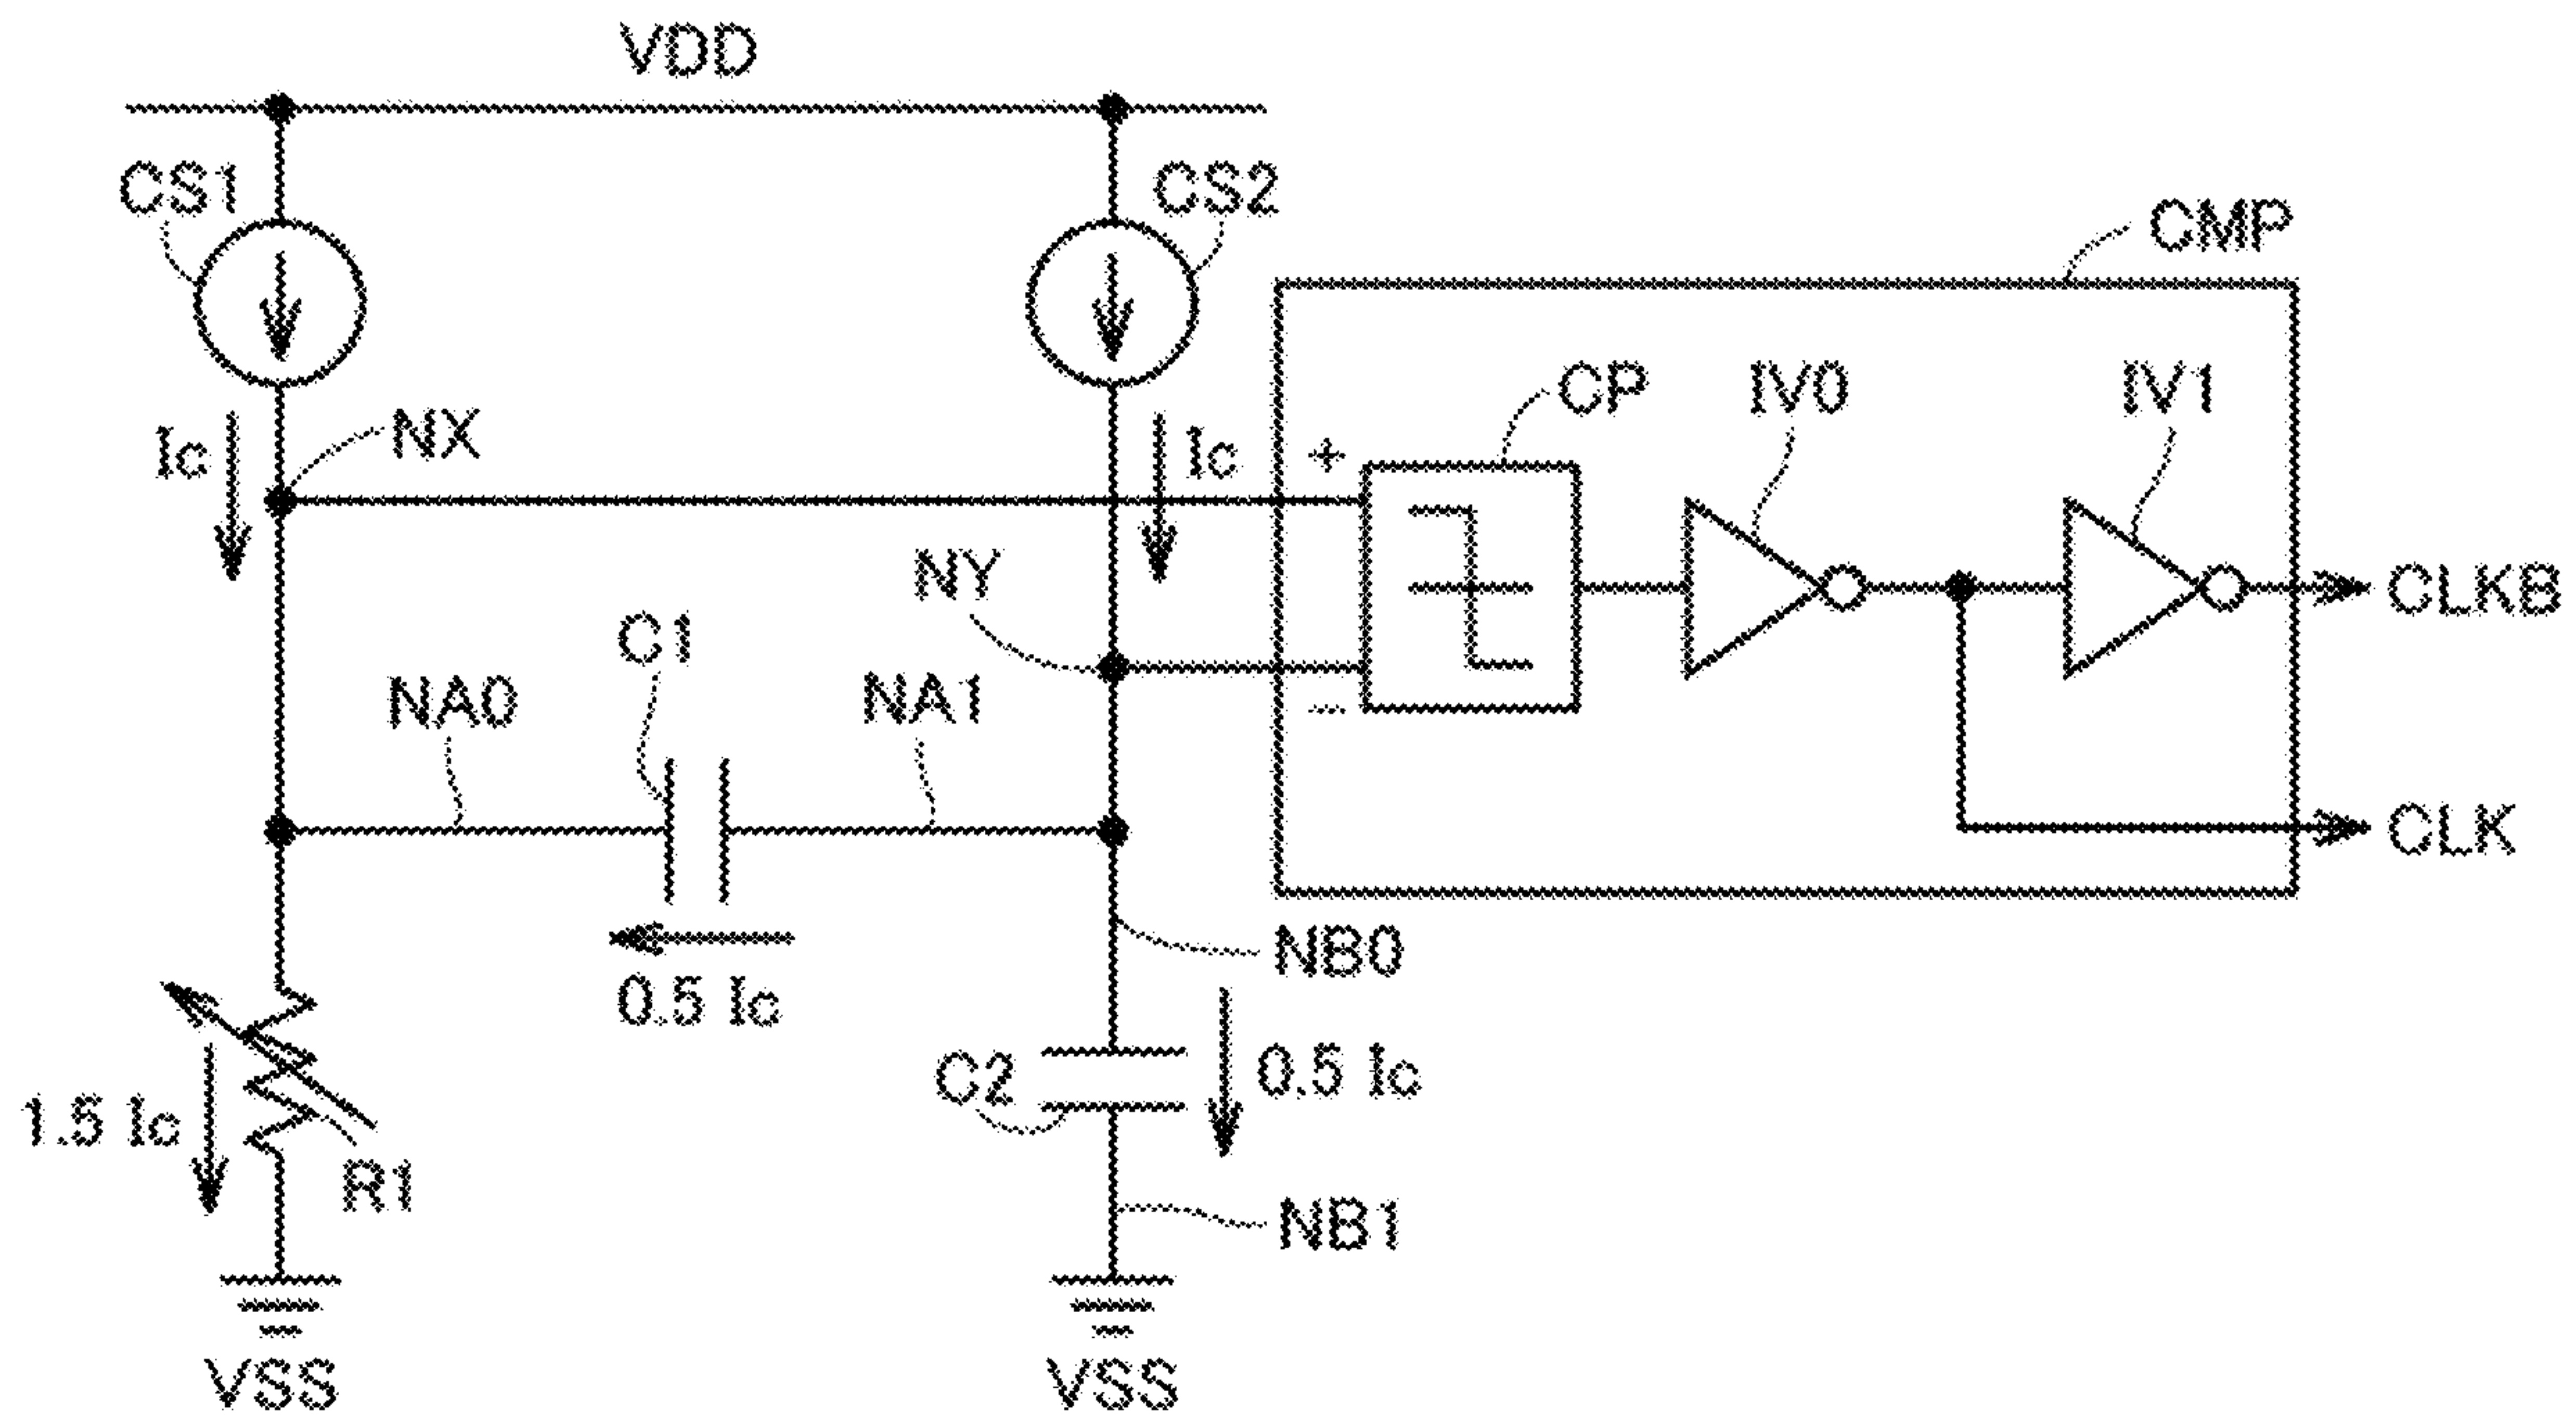 VDD
CS1
CS2
CMP
CP
IV0
IV1
Ic
NX
Ic
+
NY
CLKB
C1
NA0
NA1
−
CLK
0.5 Ic
NB0
C2
0.5 Ic
1.5 Ic
R1
NB1
VSS
VSS